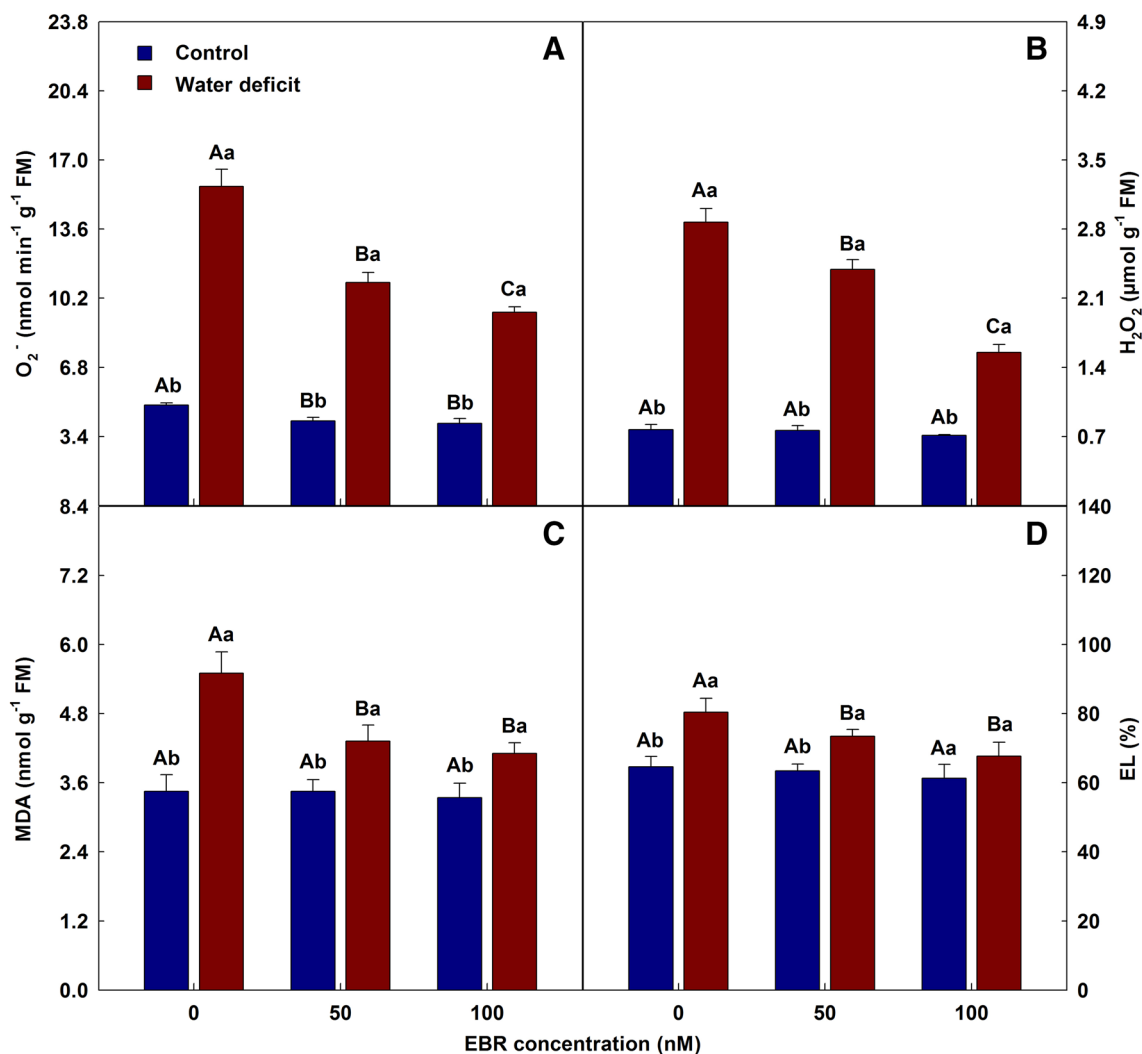 23.8
20.4
17.0
13.6
10.2
6.8
3.4
8.4
7.2
6.0
4.8
3.6
2.4
1.2
0.0
O₂⁻ (nmol min⁻¹ g⁻¹ FM)
MDA (nmol g⁻¹ FM)
Control
Water deficit
A
Ab Aa Bb Ba Bb Ca
B
Ab Aa Ab Ba Ab Ca
C
Ab Aa Ab Ba Ab Ba
D
Ab Aa Ab Ba Aa Ba
4.9
4.2
3.5
2.8
2.1
1.4
0.7
140
120
100
80
60
40
20
0
H₂O₂ (µmol g⁻¹ FM)
EL (%)
0 50 100 0 50 100
EBR concentration (nM)